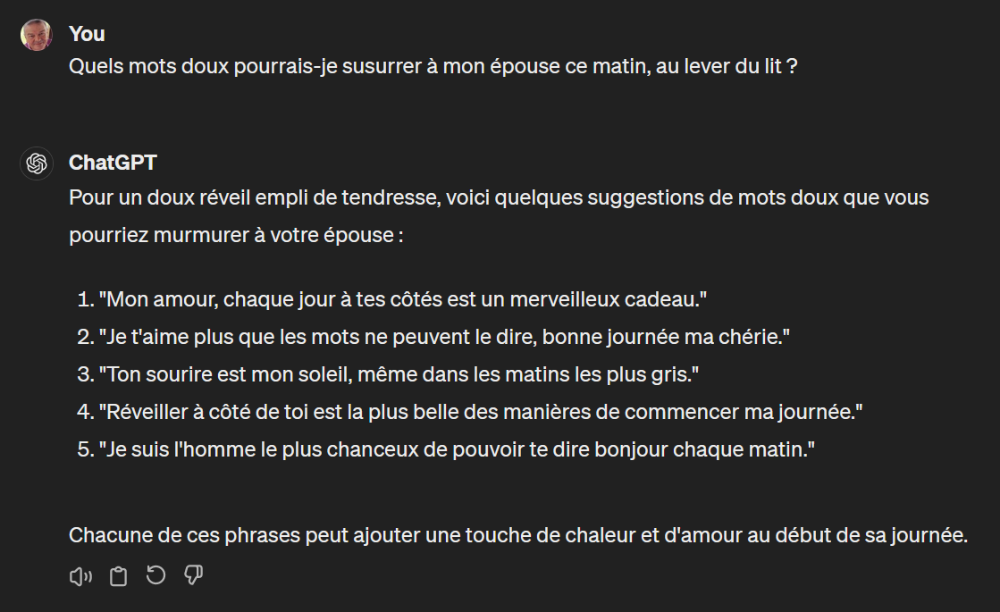 You
Quels mots doux pourrais-je susurrer à mon épouse ce matin, au lever du lit ?
ChatGPT
Pour un doux réveil empli de tendresse, voici quelques suggestions de mots doux que vous
pourriez murmurer à votre épouse :
1. "Mon amour, chaque jour à tes côtés est un merveilleux cadeau."
2. "Je t'aime plus que les mots ne peuvent le dire, bonne journée ma chérie."
3. "Ton sourire est mon soleil, même dans les matins les plus gris."
4. "Réveiller à côté de toi est la plus belle des manières de commencer ma journée."
5. "Je suis l'homme le plus chanceux de pouvoir te dire bonjour chaque matin."
Chacune de ces phrases peut ajouter une touche de chaleur et d'amour au début de sa journée.